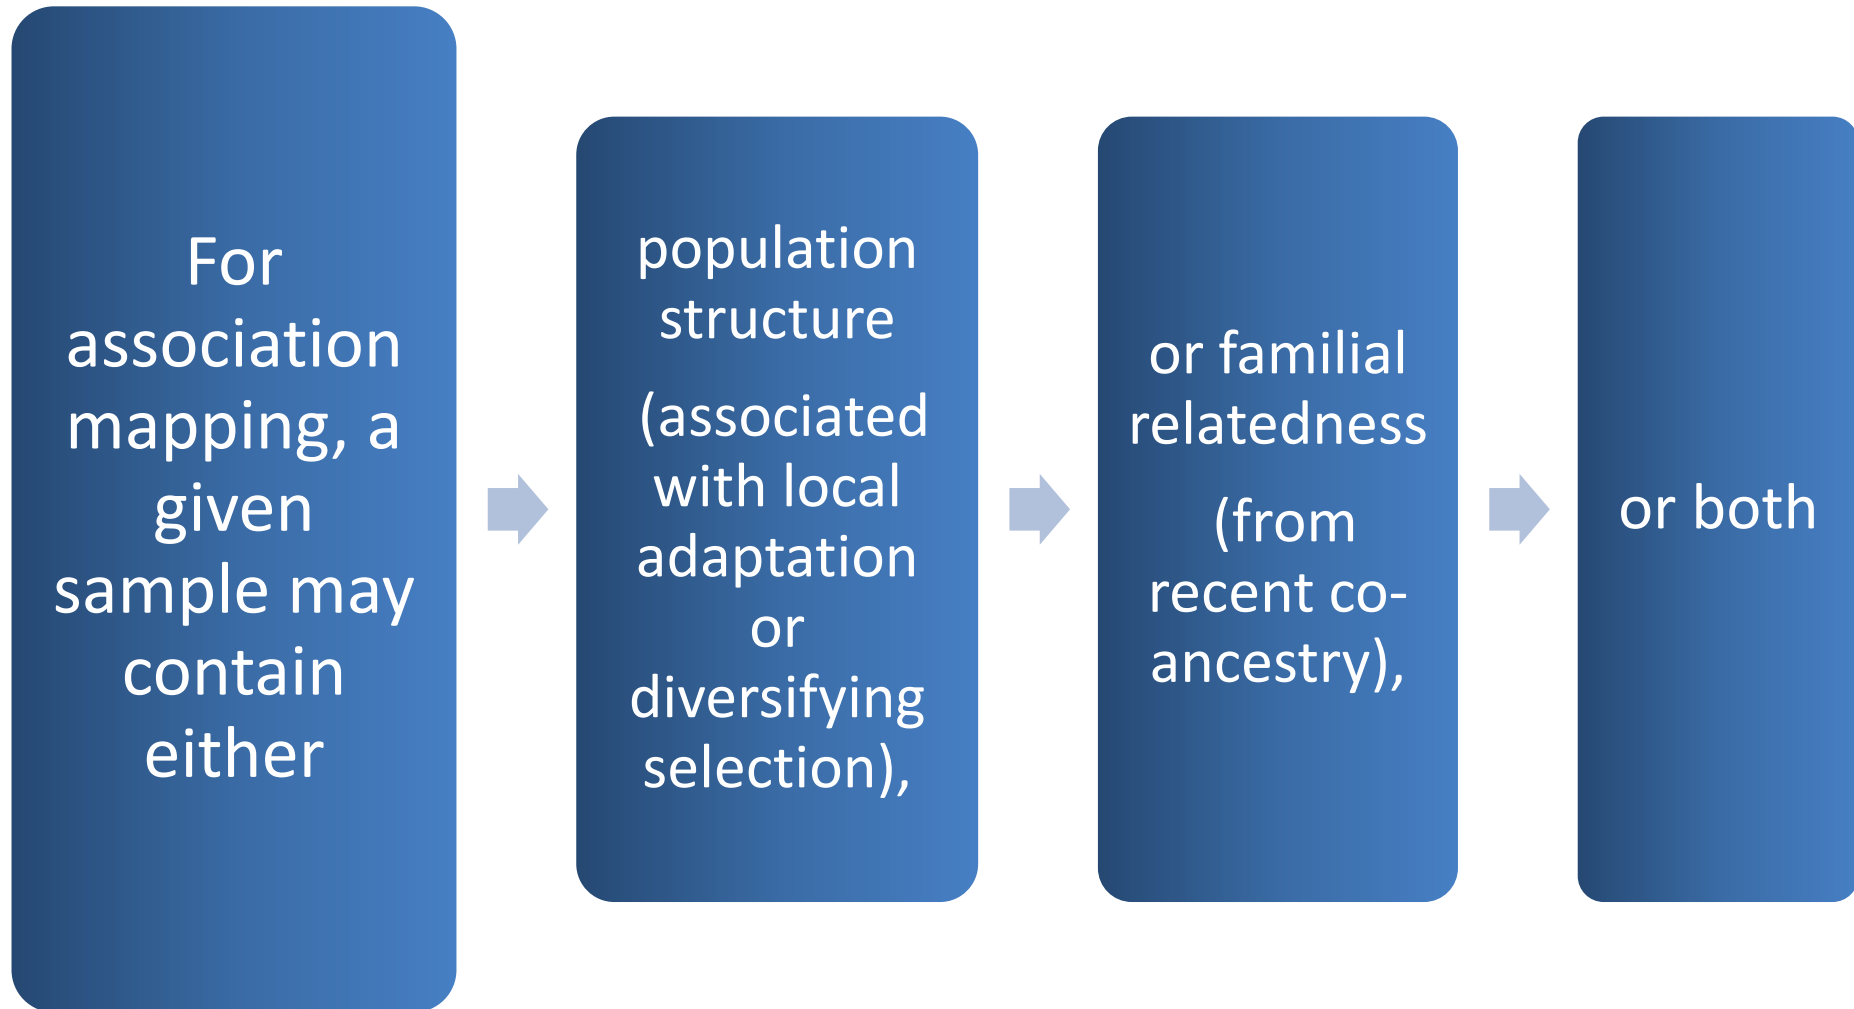 For
association
mapping, a
given
sample may
contain
either
population
structure
(associated
with local
adaptation
or
diversifying
selection),
or familial
relatedness
(from
recent co-
ancestry),
or both